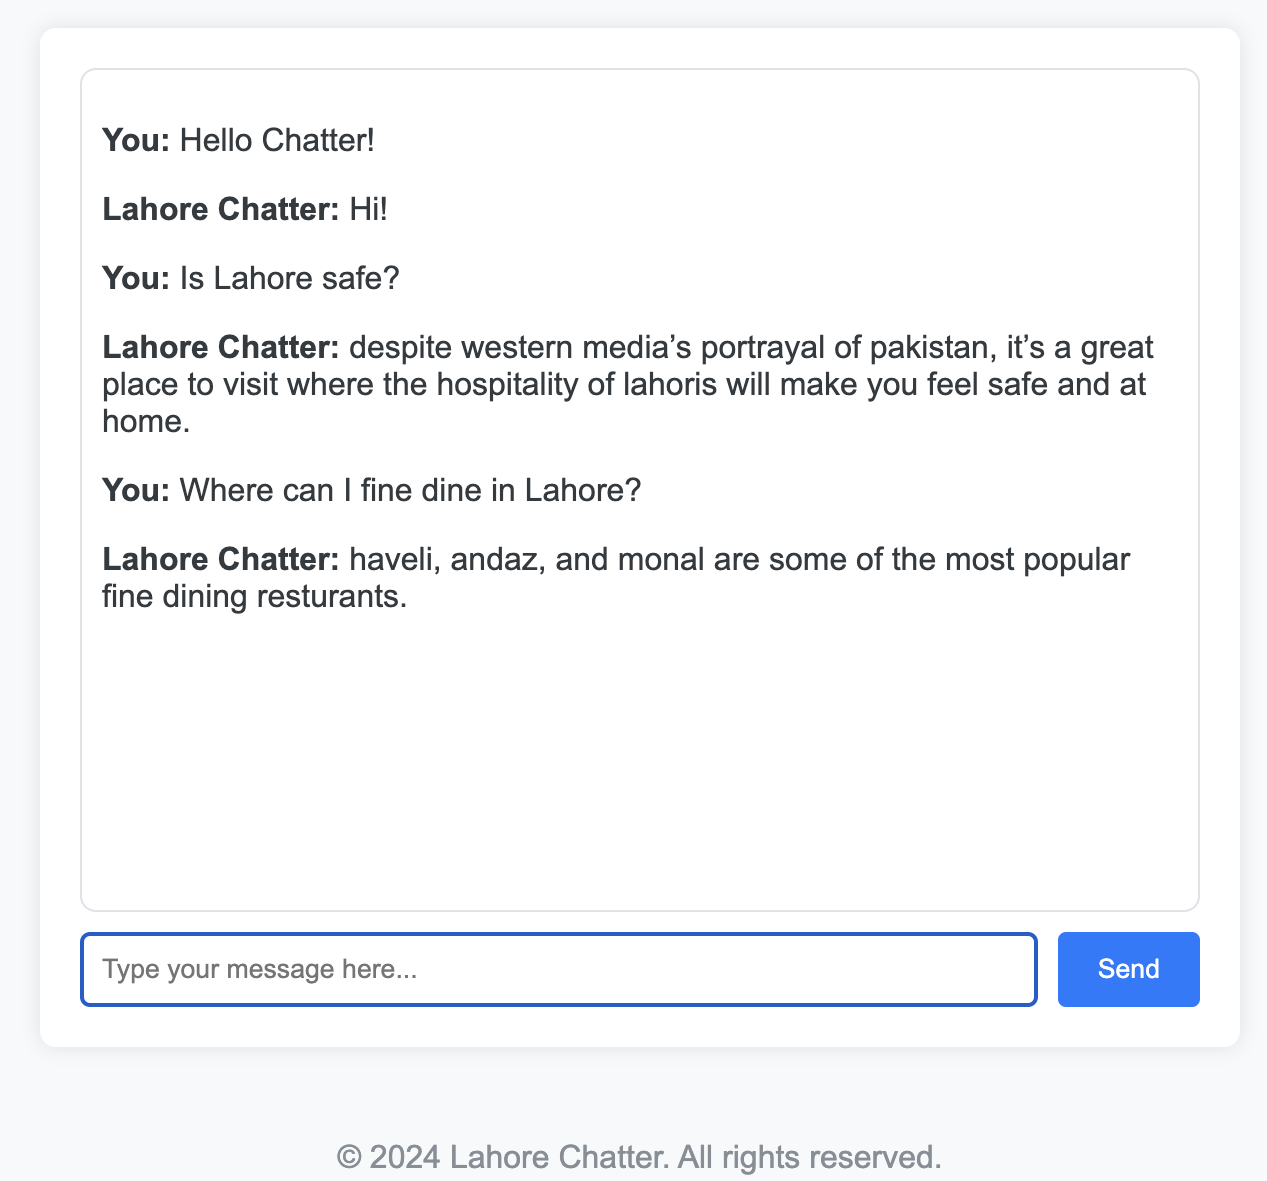 You: Hello Chatter!
Lahore Chatter: Hi!
You: Is Lahore safe?
Lahore Chatter: despite western media’s portrayal of pakistan, it’s a great
place to visit where the hospitality of lahoris will make you feel safe and at
home.
You: Where can I fine dine in Lahore?
Lahore Chatter: haveli, andaz, and monal are some of the most popular
fine dining resturants.
Type your message here...
Send
© 2024 Lahore Chatter. All rights reserved.